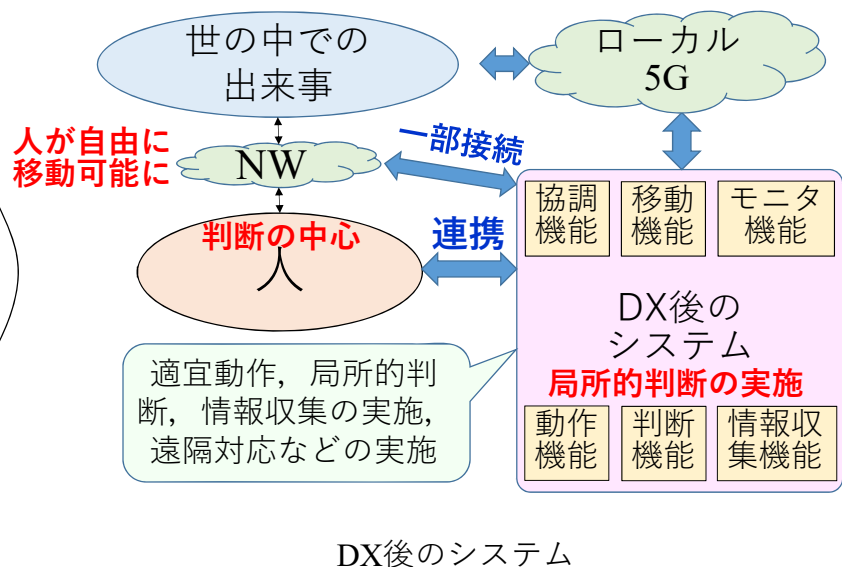 世の中での
出来事
ローカル
5G
人が自由に
移動可能に
NW
一部接続
協調
機能
移動
機能
モニタ
機能
判断の中心
人
連携
DX後の
システム
局所的判断の実施
適宜動作，局所的判
断，情報収集の実施，
遠隔対応などの実施
動作
機能
判断
機能
情報収
集機能
DX後のシステム